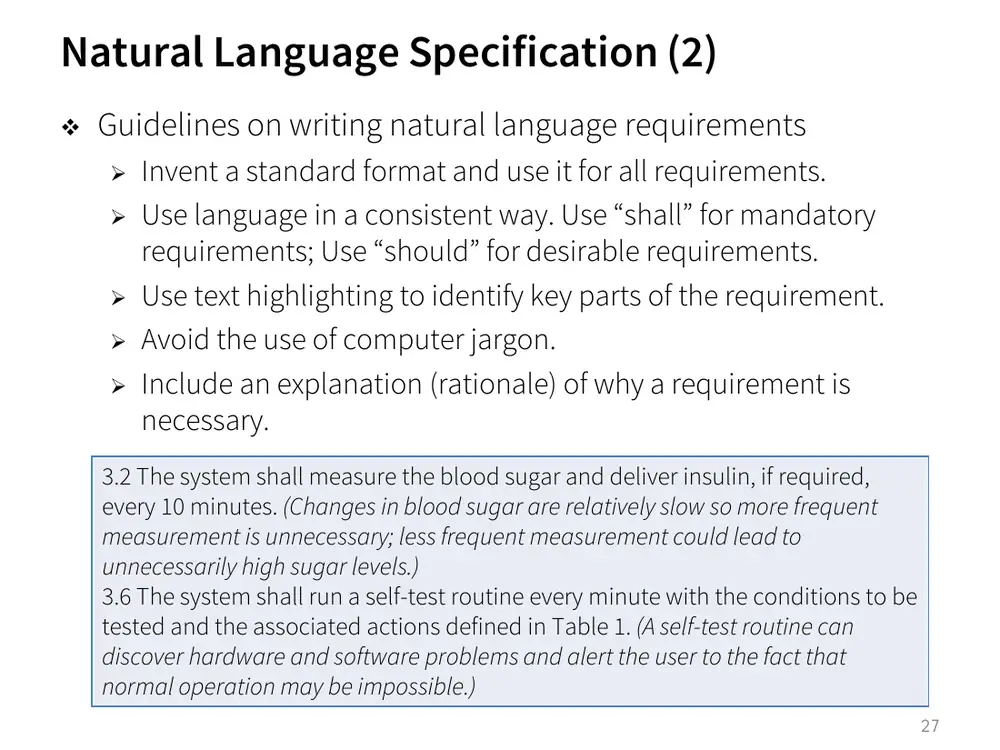 Natural Language Specification (2)
Guidelines on writing natural language requirements
Invent a standard format and use it for all requirements.
Use language in a consistent way. Use “shall” for mandatory
requirements; Use “should” for desirable requirements.
Use text highlighting to identify key parts of the requirement.
Avoid the use of computer jargon.
Include an explanation (rationale) of why a requirement is
necessary.
3.2 The system shall measure the blood sugar and deliver insulin, if required,
every 10 minutes. (Changes in blood sugar are relatively slow so more frequent
measurement is unnecessary; less frequent measurement could lead to
unnecessarily high sugar levels.)
3.6 The system shall run a self-test routine every minute with the conditions to be
tested and the associated actions defined in Table 1. (A self-test routine can
discover hardware and software problems and alert the user to the fact that
normal operation may be impossible.)
27